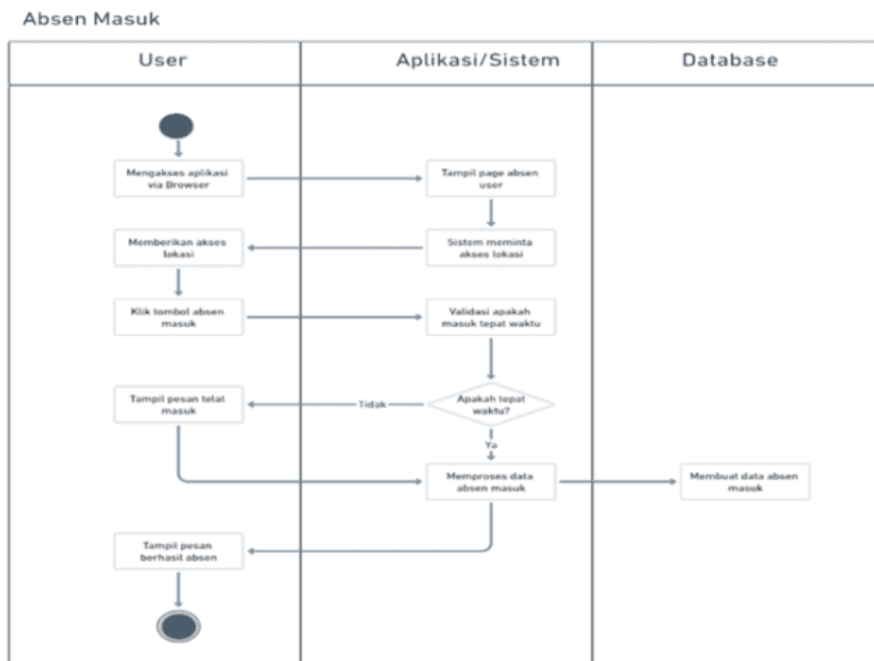 Absen Masuk
User
Aplikasi/Sistem
Database
Mengakses aplikasi
via Browser
Tampil page absen
user
Memberikan akses
lokasi
Sistem meminta
akses lokasi
Klik tombol absen
masuk
Validasi apakah
masuk tepat waktu
Tampil pesan telat
masuk
Tidak
Apakah tepat
waktu?
Ya
Memproses data
absen masuk
Membuat data absen
masuk
Tampil pesan
berhasil absen